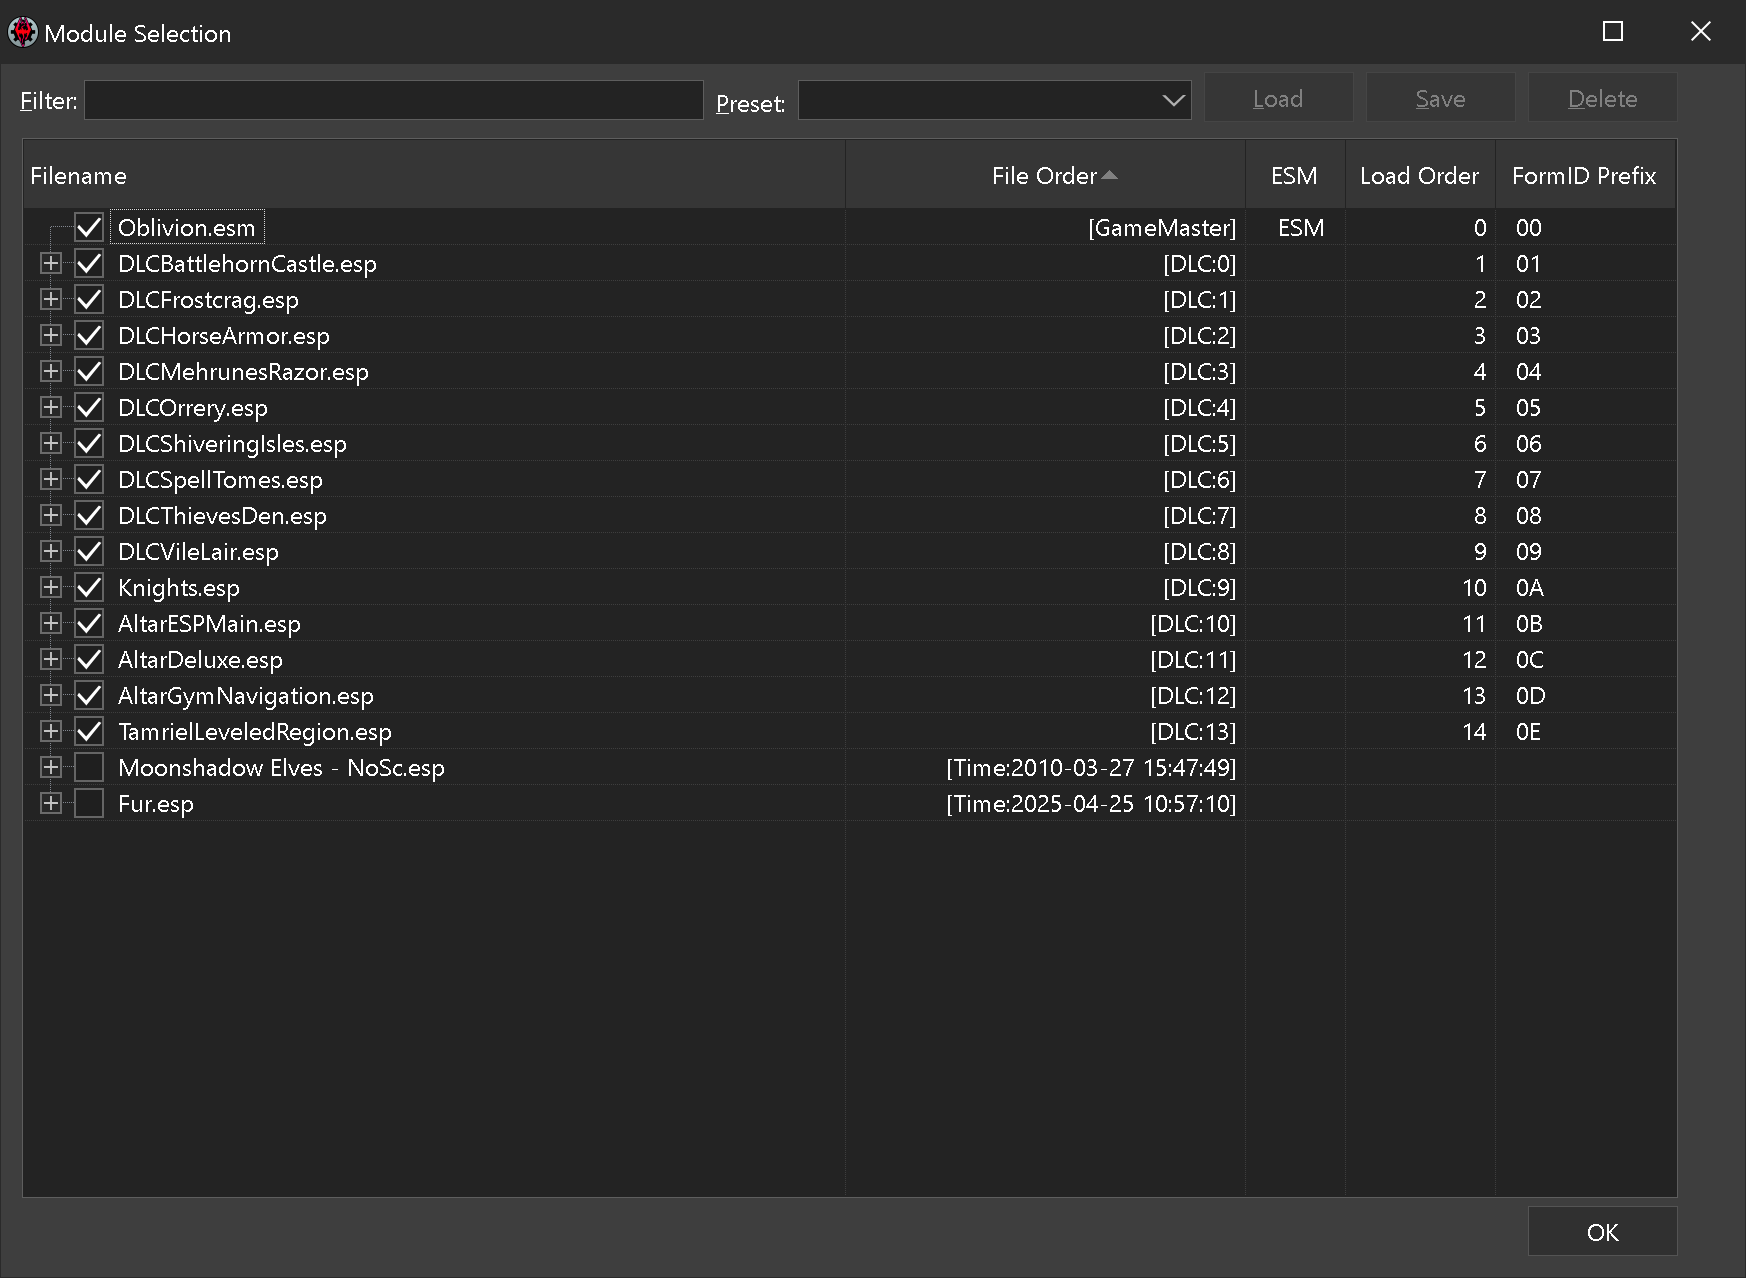 Module Selection
Filter: Preset: Load Save Delete
Filename File Order ESM Load Order FormID Prefix
Oblivion.esm [GameMaster] ESM 0 00
DLCBattlehornCastle.esp [DLC:0] 1 01
DLCFrostcrag.esp [DLC:1] 2 02
DLCHorseArmor.esp [DLC:2] 3 03
DLCMehrunesRazor.esp [DLC:3] 4 04
DLCOrrery.esp [DLC:4] 5 05
DLCShiveringIsles.esp [DLC:5] 6 06
DLCSpellTomes.esp [DLC:6] 7 07
DLCThievesDen.esp [DLC:7] 8 08
DLCVileLair.esp [DLC:8] 9 09
Knights.esp [DLC:9] 10 0A
AltarESPMain.esp [DLC:10] 11 0B
AltarDeluxe.esp [DLC:11] 12 0C
AltarGymNavigation.esp [DLC:12] 13 0D
TamrielLeveledRegion.esp [DLC:13] 14 0E
Moonshadow Elves - NoSc.esp [Time:2010-03-27 15:47:49]
Fur.esp [Time:2025-04-25 10:57:10]
OK